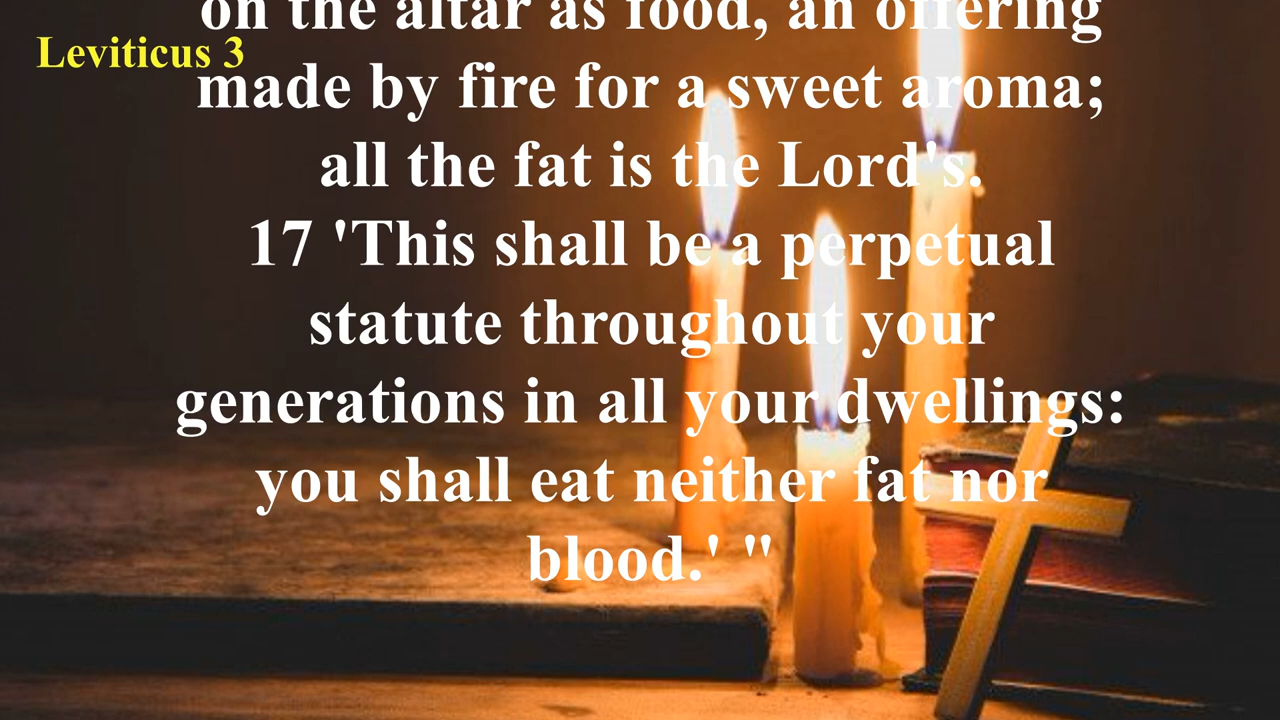 on the altar as food, an offering
Leviticus 3
made by fire for a sweet aroma;
all the fat is the Lord's.
17 'This shall be a perpetual
statute throughout your
generations in all your dwellings:
you shall eat neither fat nor
blood.' "